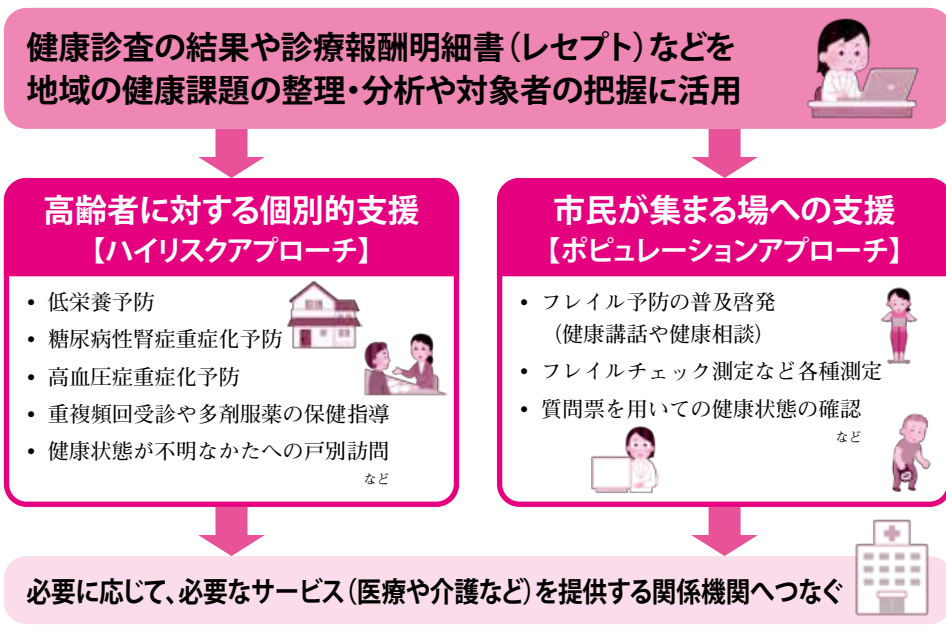 健康診査の結果や診療報酬明細書(レセプト)などを
地域の健康課題の整理・分析や対象者の把握に活用
高齢者に対する個別的支援
【ハイリスクアプローチ】
• 低栄養予防
• 糖尿病性腎症重症化予防
• 高血圧症重症化予防
• 重複頻回受診や多剤服薬の保健指導
• 健康状態が不明なかたへの戸別訪問
など
市民が集まる場への支援
【ポピュレーションアプローチ】
• フレイル予防の普及啓発
(健康講話や健康相談)
• フレイルチェック測定など各種測定
• 質問票を用いての健康状態の確認
など
必要に応じて、必要なサービス(医療や介護など)を提供する関係機関へつなぐ